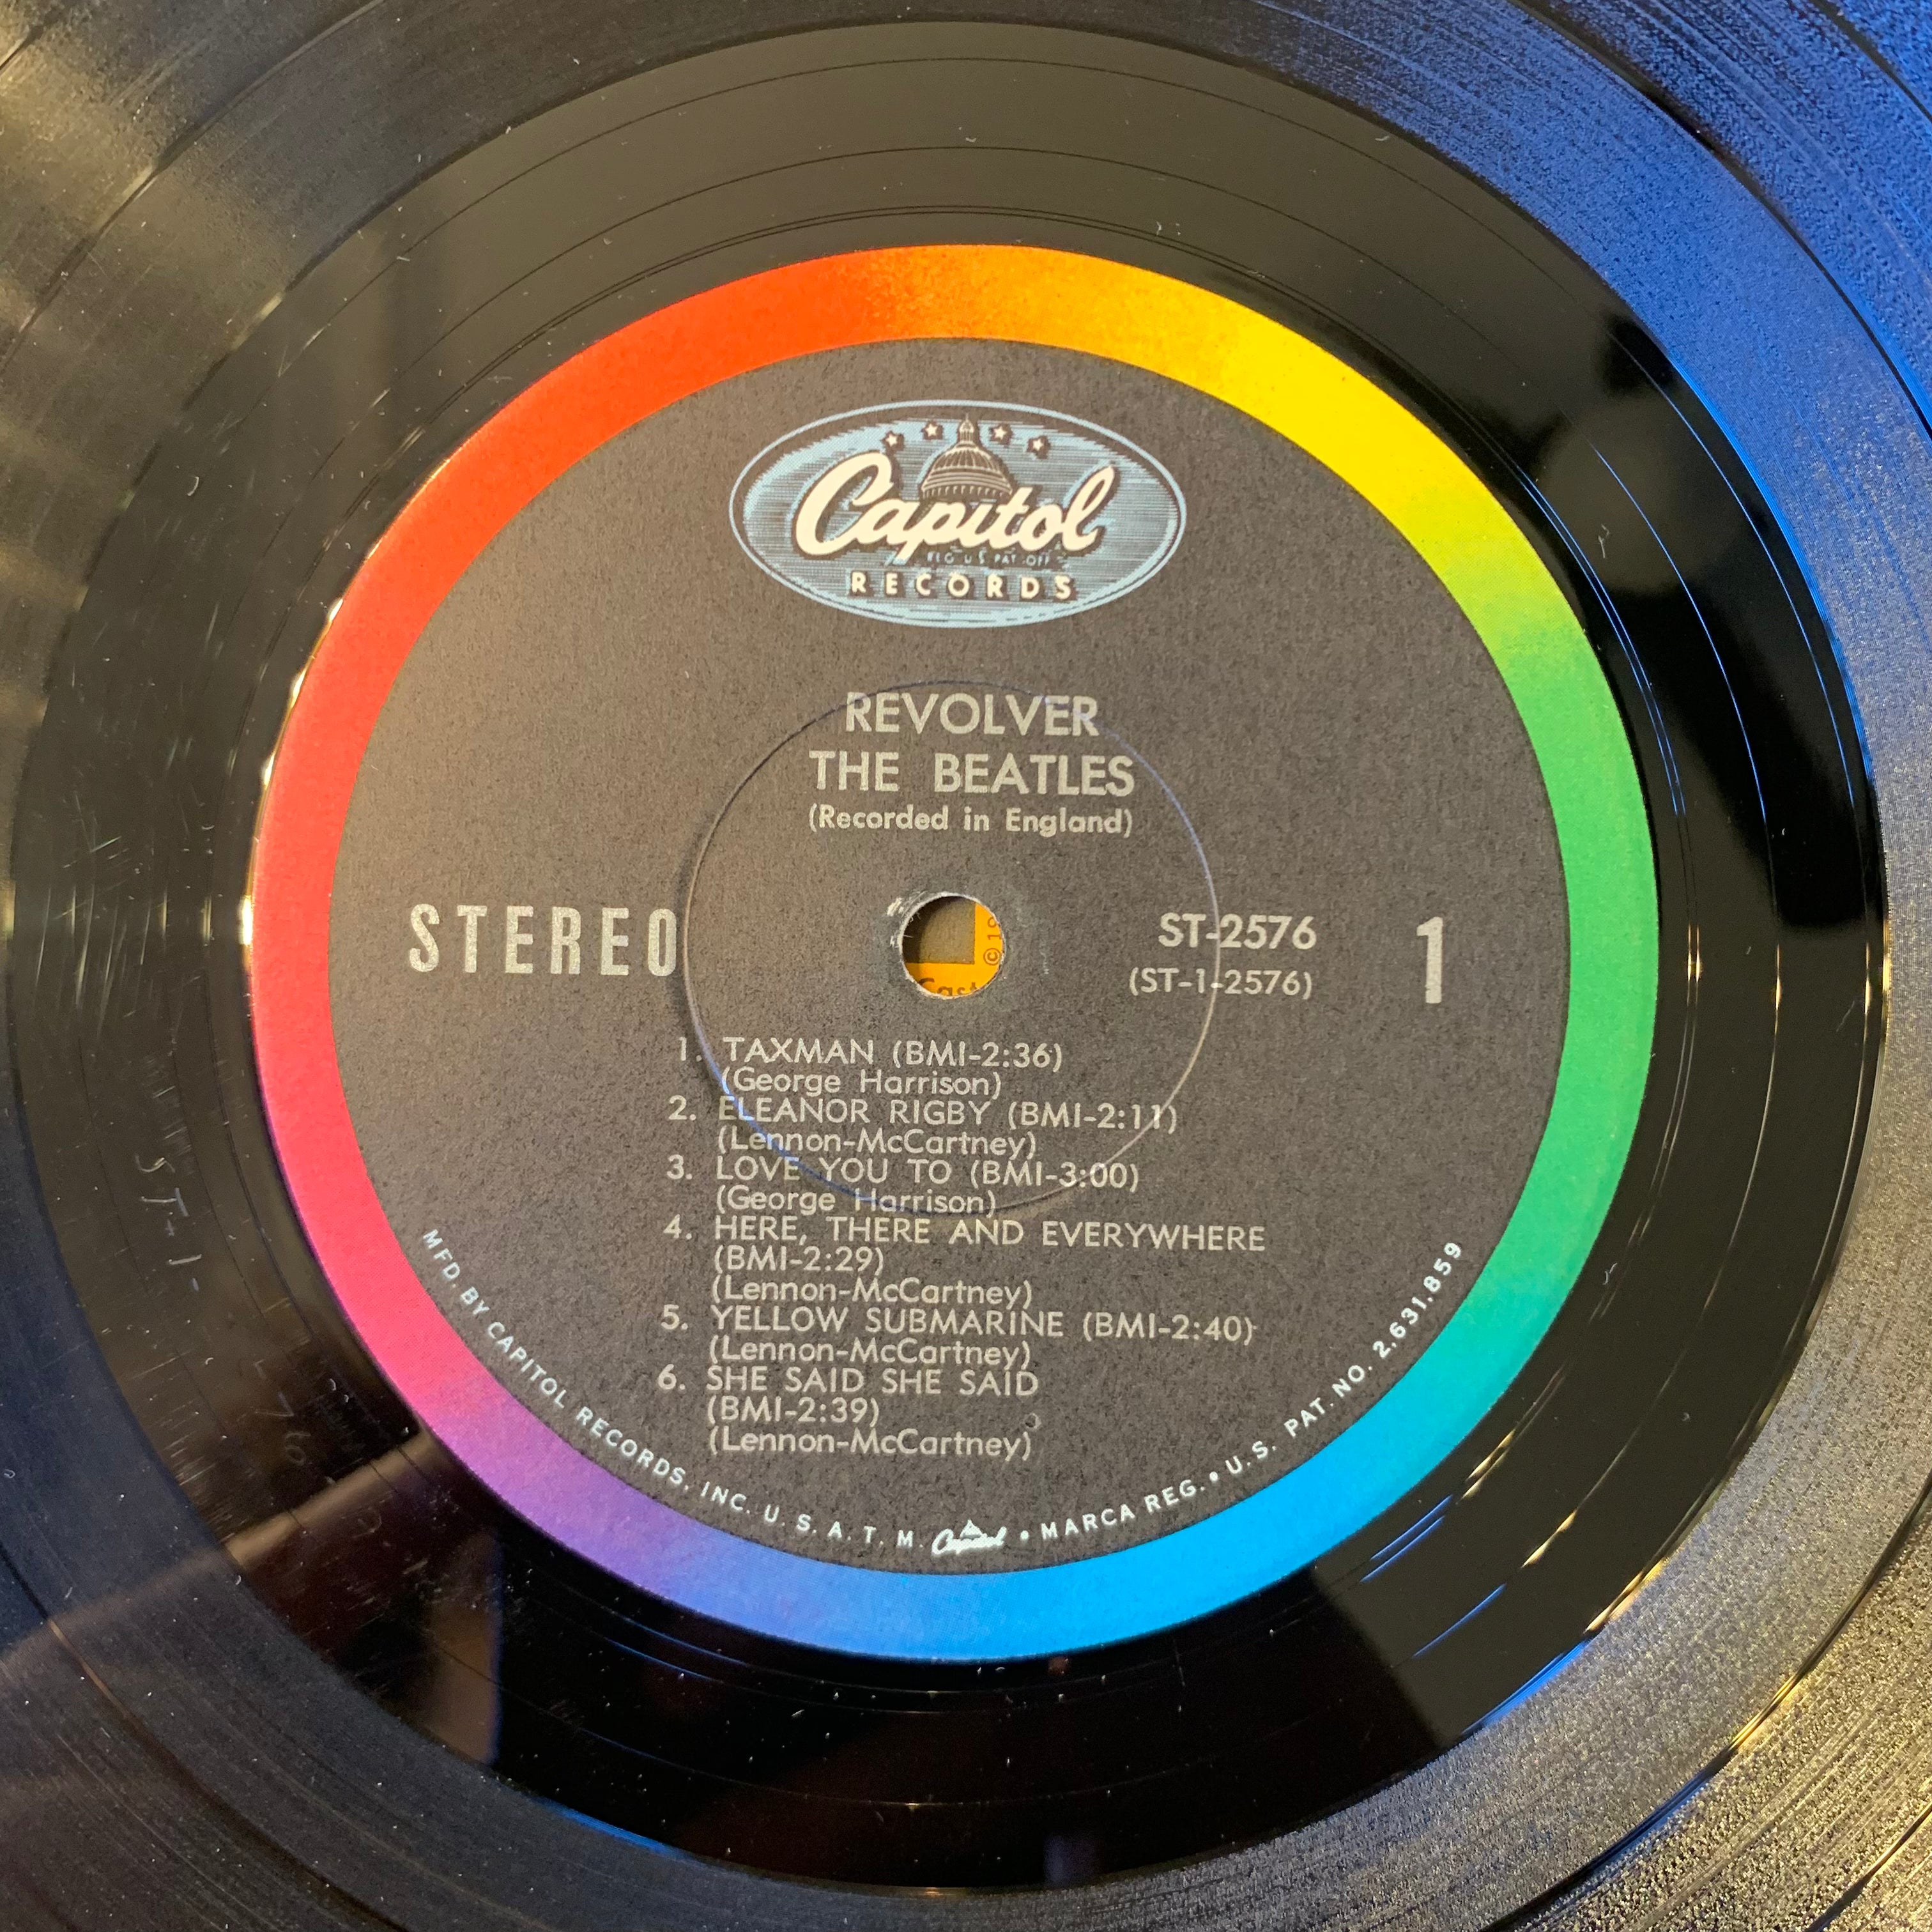 Capitol
REG. U.S. PAT. OFF.
RECORDS
REVOLVER
THE BEATLES
(Recorded in England)
STEREO
ST-2576
(ST-1-2576)
1
1. TAXMAN (BMI-2:36)
(George Harrison)
2. ELEANOR RIGBY (BMI-2:11)
(Lennon-McCartney)
3. LOVE YOU TO (BMI-3:00)
(George Harrison)
4. HERE, THERE AND EVERYWHERE
(BMI-2:29)
(Lennon-McCartney)
5. YELLOW SUBMARINE (BMI-2:40)
(Lennon-McCartney)
6. SHE SAID SHE SAID
(BMI-2:39)
(Lennon-McCartney)
MFD. BY CAPITOL RECORDS, INC. U. S. A. T. M. Capitol • MARCA REG. • U.S. PAT. NO. 2,631,859